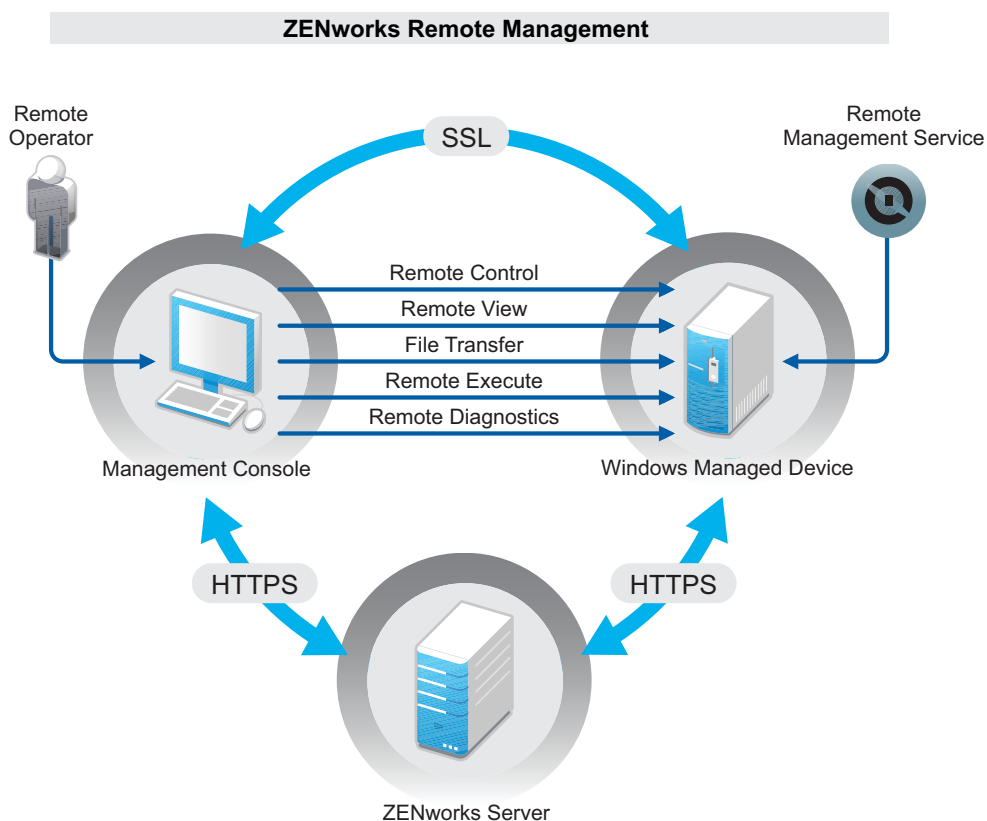 ZENworks Remote Management
Remote
Operator
SSL
Remote
Management Service
Remote Control
Remote View
File Transfer
Remote Execute
Remote Diagnostics
Management Console
Windows Managed Device
HTTPS
HTTPS
ZENworks Server